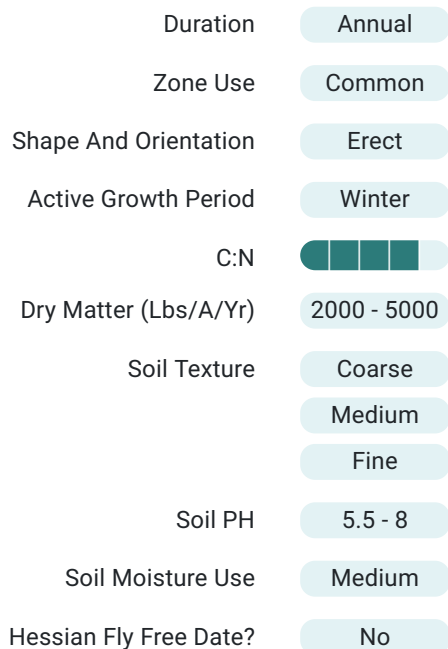 Duration Annual
Zone Use Common
Shape And Orientation Erect
Active Growth Period Winter
C:N
Dry Matter (Lbs/A/Yr) 2000 - 5000
Soil Texture Coarse
Medium
Fine
Soil PH 5.5 - 8
Soil Moisture Use Medium
Hessian Fly Free Date? No